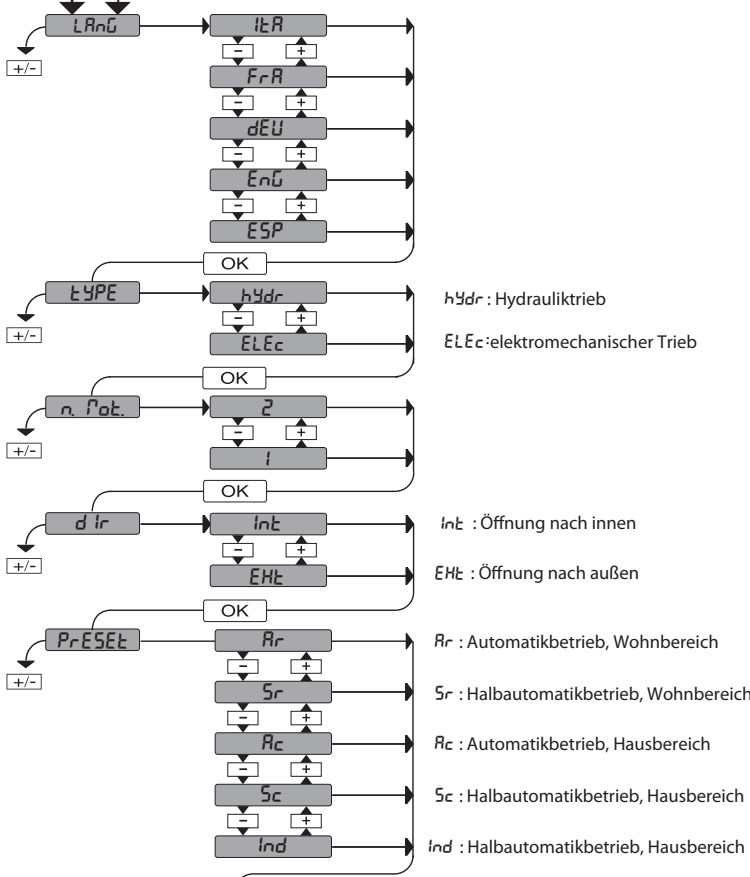 LAnG
ItA
+/-
- +
FrA
- +
dEU
- +
EnG
- +
ESP
OK
tYPE
hYdr
hYdr : Hydrauliktrieb
+/-
- +
ELEc
ELEc :elektromechanischer Trieb
OK
n. Mot.
2
+/-
- +
1
OK
dIr
Int
Int : Öffnung nach innen
+/-
- +
EHt
EHt : Öffnung nach außen
OK
PrESEt
Ar
Ar : Automatikbetrieb, Wohnbereich
+/-
- +
Sr
Sr : Halbautomatikbetrieb, Wohnbereich
- +
Ac
Ac : Automatikbetrieb, Hausbereich
- +
Sc
Sc : Halbautomatikbetrieb, Hausbereich
- +
Ind
Ind : Halbautomatikbetrieb, Hausbereich